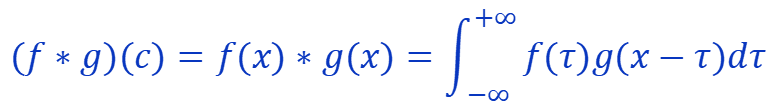 (f * g)(c) = f(x) * g(x) = ∫_{-∞}^{+∞} f(τ)g(x − τ)dτ